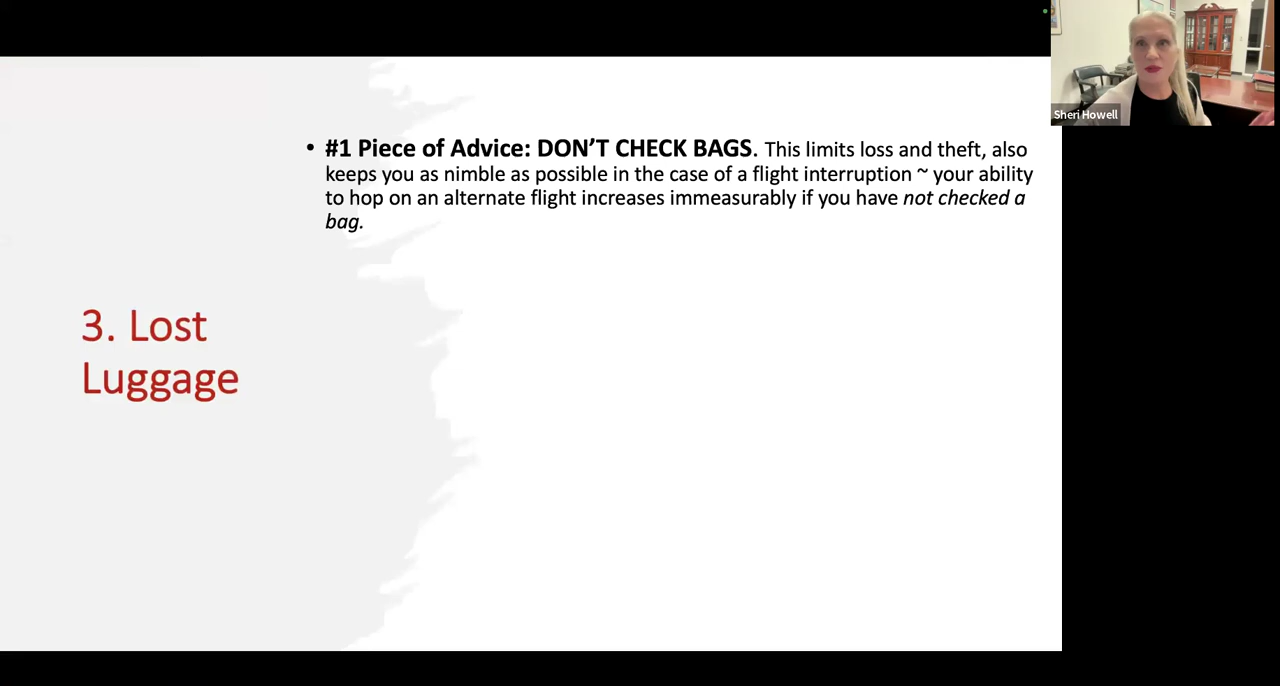 Sheri Howell
• #1 Piece of Advice: DON’T CHECK BAGS. This limits loss and theft, also
keeps you as nimble as possible in the case of a flight interruption ~ your ability
to hop on an alternate flight increases immeasurably if you have not checked a
bag.
3. Lost
Luggage